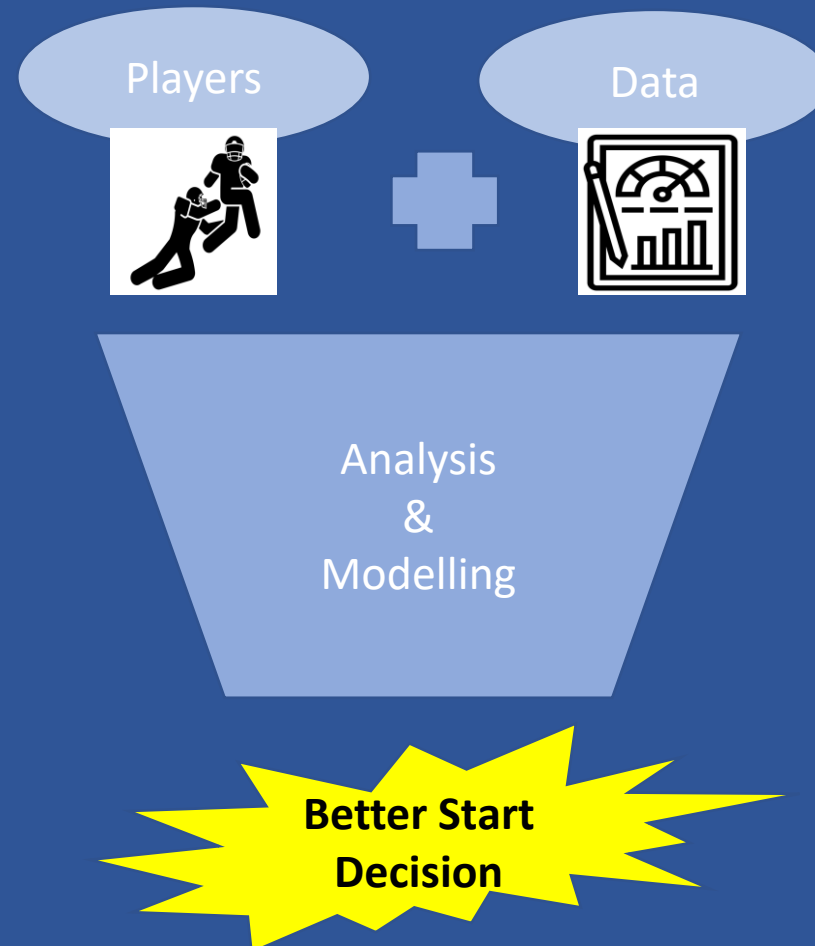 Players
Data
Analysis
&
Modelling
Better Start
Decision